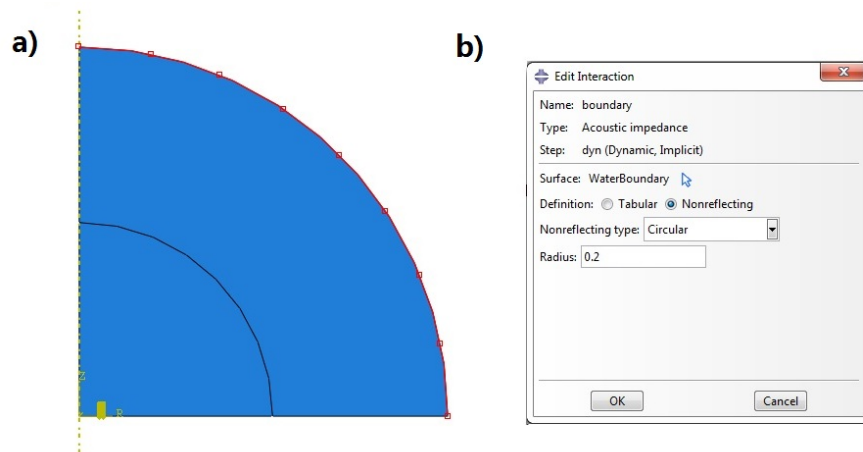 a)
Z
R
b)
Edit Interaction
Name: boundary
Type: Acoustic impedance
Step: dyn (Dynamic, Implicit)
Surface: WaterBoundary
Definition: Tabular Nonreflecting
Nonreflecting type: Circular
Radius: 0.2
OK Cancel